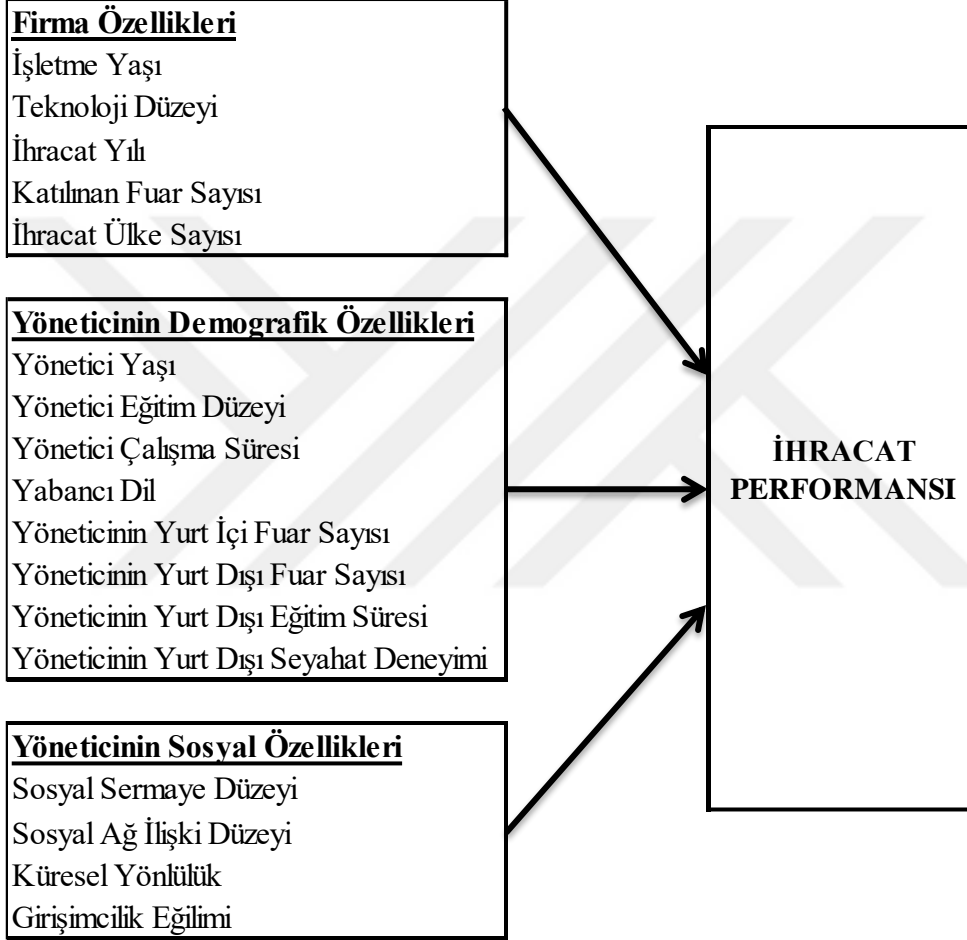 Firma Özellikleri
İşletme Yaşı
Teknoloji Düzeyi
İhracat Yılı
Katılınan Fuar Sayısı
İhracat Ülke Sayısı
Yöneticinin Demografik Özellikleri
Yönetici Yaşı
Yönetici Eğitim Düzeyi
Yönetici Çalışma Süresi
Yabancı Dil
Yöneticinin Yurt İçi Fuar Sayısı
Yöneticinin Yurt Dışı Fuar Sayısı
Yöneticinin Yurt Dışı Eğitim Süresi
Yöneticinin Yurt Dışı Seyahat Deneyimi
Yöneticinin Sosyal Özellikleri
Sosyal Sermaye Düzeyi
Sosyal Ağ İlişki Düzeyi
Küresel Yönlülük
Girişimcilik Eğilimi
İHRACAT
PERFORMANSI